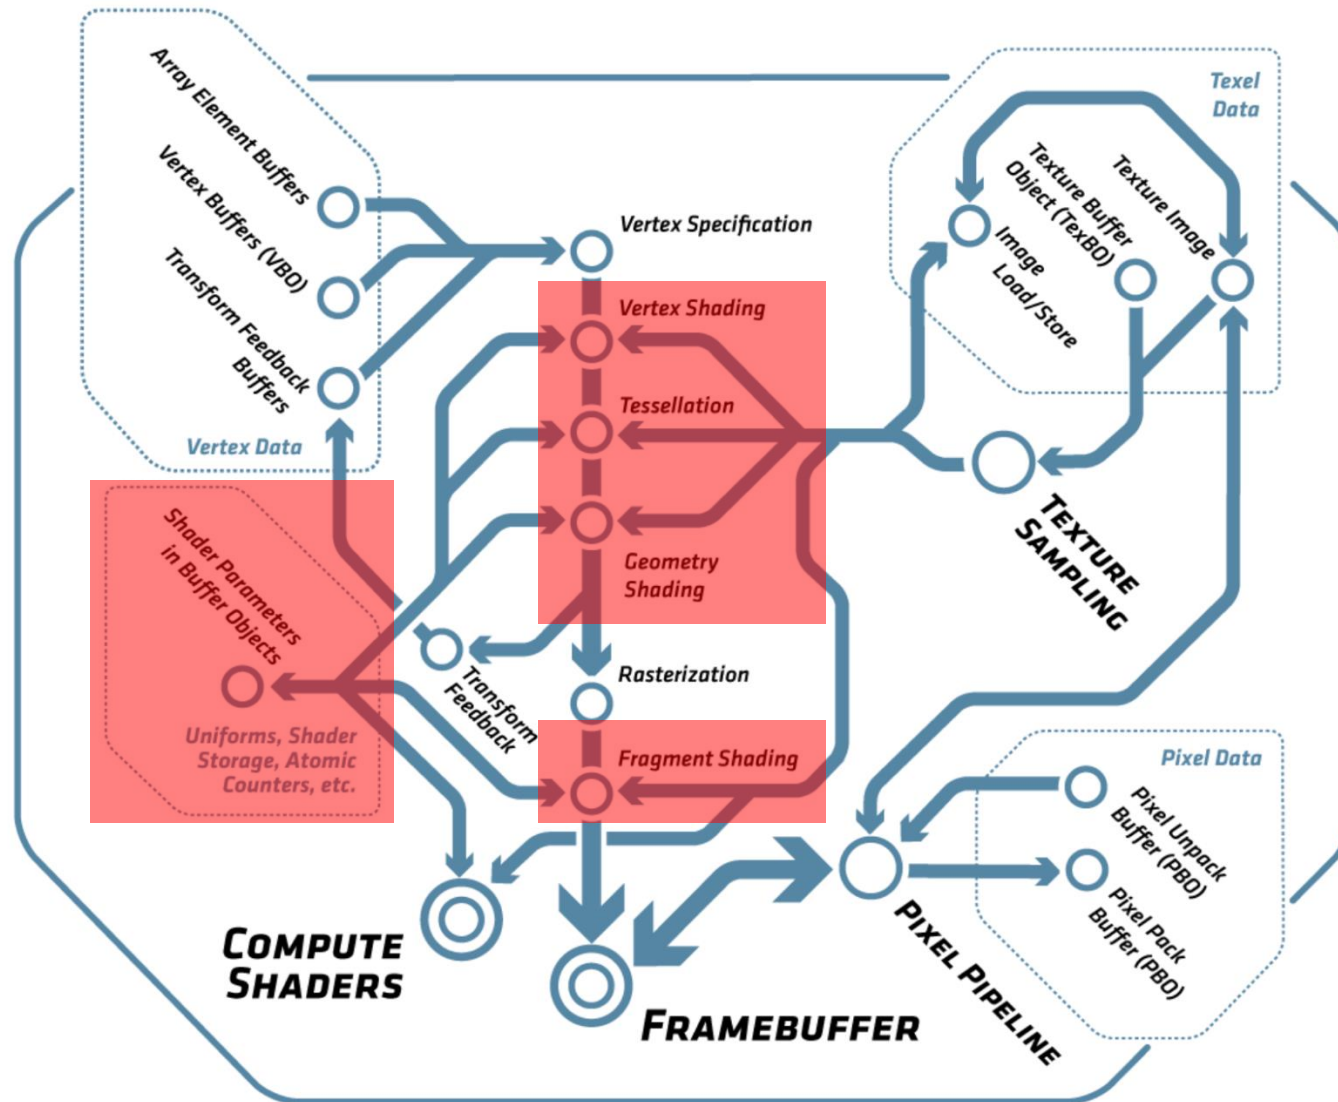 Array Element Buffers
Vertex Buffers (VBO)
Transform Feedback
Buffers
Vertex Data
Vertex Specification
Vertex Shading
Tessellation
Geometry
Shading
Rasterization
Fragment Shading
Texel
Data
Texture Image
Texture Buffer
Object (TexBO)
Image
Load/Store
TEXTURE
SAMPLING
Shader Parameters
in Buffer Objects
Uniforms, Shader
Storage, Atomic
Counters, etc.
Transform
Feedback
Pixel Data
Pixel Unpack
Buffer (PBO)
Pixel Pack
Buffer (PBO)
PIXEL PIPELINE
COMPUTE
SHADERS
FRAMEBUFFER